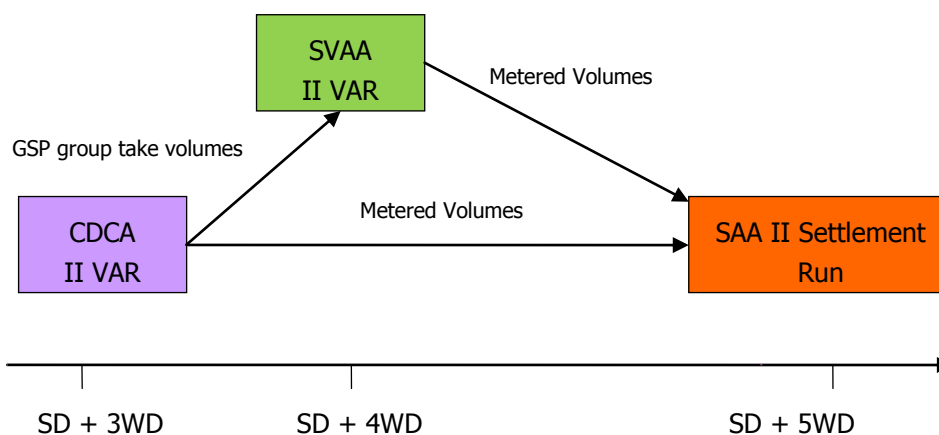 SVAA
II VAR
Metered Volumes
GSP group take volumes
CDCA
II VAR
Metered Volumes
SAA II Settlement
Run
SD + 3WD
SD + 4WD
SD + 5WD